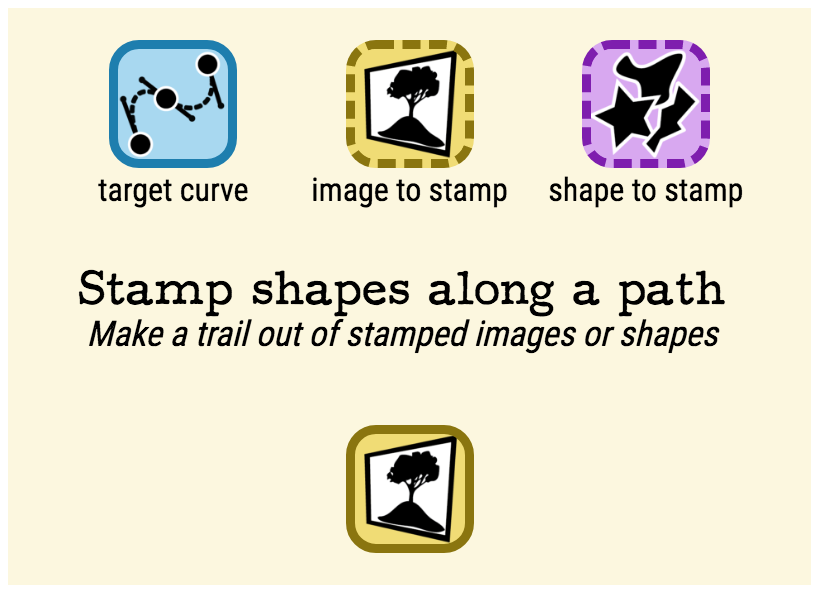 target curve
image to stamp
shape to stamp
Stamp shapes along a path
Make a trail out of stamped images or shapes